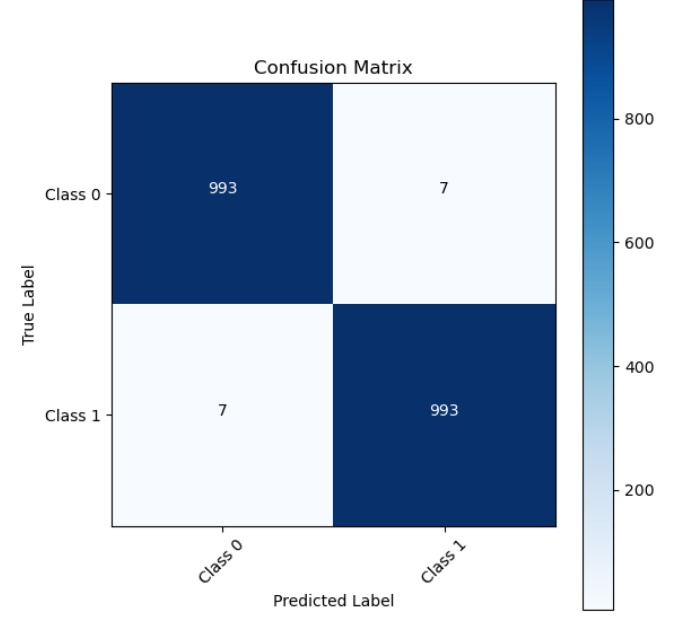 Confusion Matrix
Class 0
993
7
Class 1
7
993
Class 0
Class 1
True Label
Predicted Label
800
600
400
200